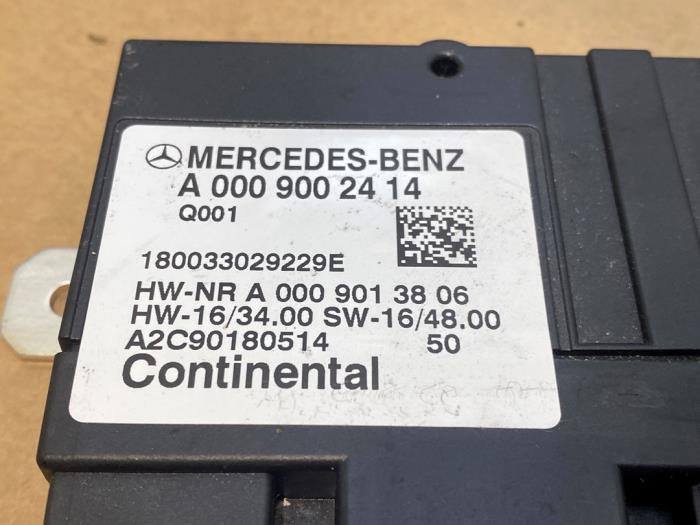 MERCEDES-BENZ
A 000 900 24 14
Q001
180033029229E
HW-NR A 000 901 38 06
HW-16/34.00 SW-16/48.00
A2C90180514 50
Continental